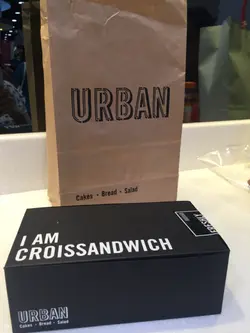 URBAN
Cakes • Bread • Salad
I AM
CROISSANDWICH
URBAN
Cakes • Bread • Salad